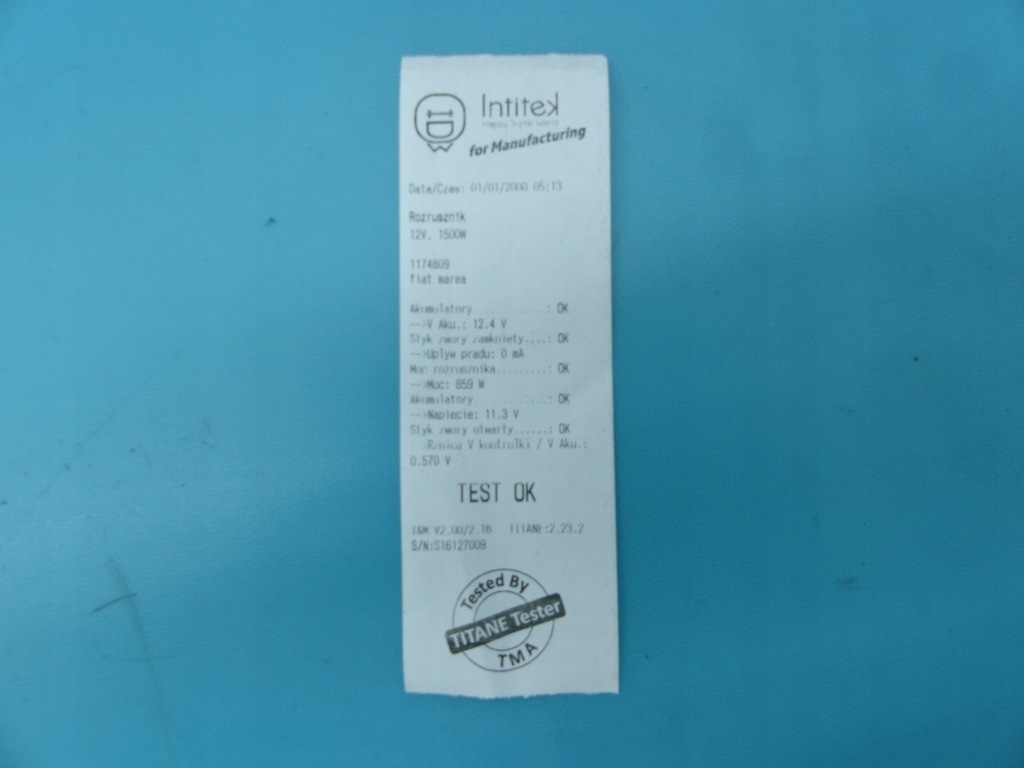 Intitek
Happy Digital World
for Manufacturing
Data/Czas: 01/01/2000 05:13
Rozrusznik
12V, 1500W
1174809
fiat marea
Akumulatory.............: OK
-->V Aku.: 12.4 V
Styk zwory zamkniety....: OK
-->Uplyw pradu: 0 mA
Moc rozrusznika.........: OK
-->Moc: 859 W
Akumulatory.............: OK
-->Napiecie: 11.3 V
Styk zwory otwarty......: OK
-->Rznica V kontrolki / V Aku.:
0.570 V
TEST OK
TAM V2.00/2.16 TITANE:2.23.2
S/N:S16127009
Tested By
TITANE Tester
TMA